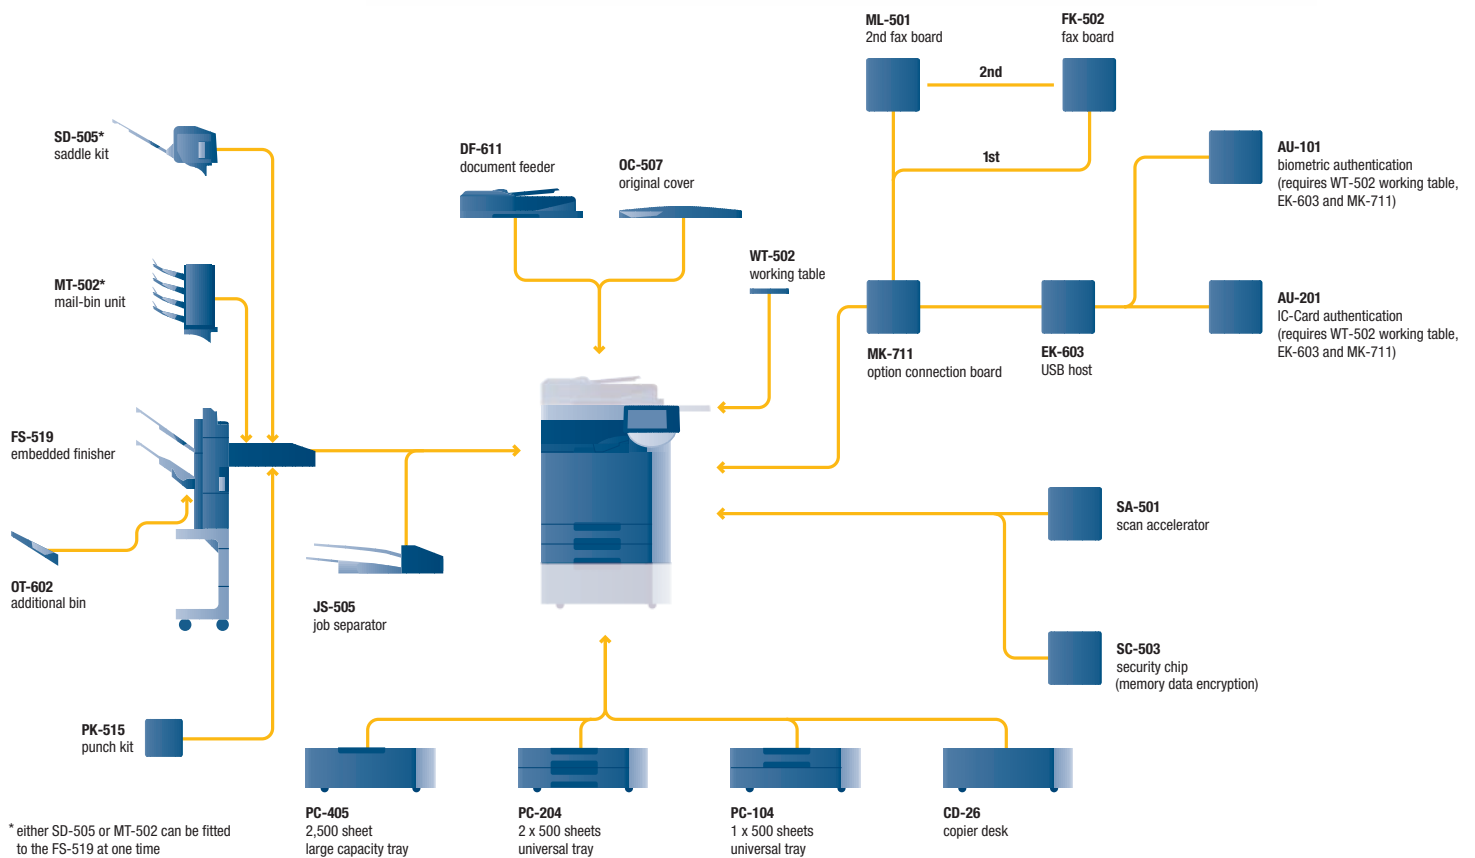 ML-501
2nd fax board
FK-502
fax board
2nd
1st
SD-505*
saddle kit
DF-611
document feeder
OC-507
original cover
AU-101
biometric authentication
(requires WT-502 working table,
EK-603 and MK-711)
WT-502
working table
MT-502*
mail-bin unit
AU-201
IC-Card authentication
(requires WT-502 working table,
EK-603 and MK-711)
MK-711
option connection board
EK-603
USB host
FS-519
embedded finisher
SA-501
scan accelerator
OT-602
additional bin
JS-505
job separator
SC-503
security chip
(memory data encryption)
PK-515
punch kit
PC-405
2,500 sheet
large capacity tray
PC-204
2 x 500 sheets
universal tray
PC-104
1 x 500 sheets
universal tray
CD-26
copier desk
* either SD-505 or MT-502 can be fitted
to the FS-519 at one time